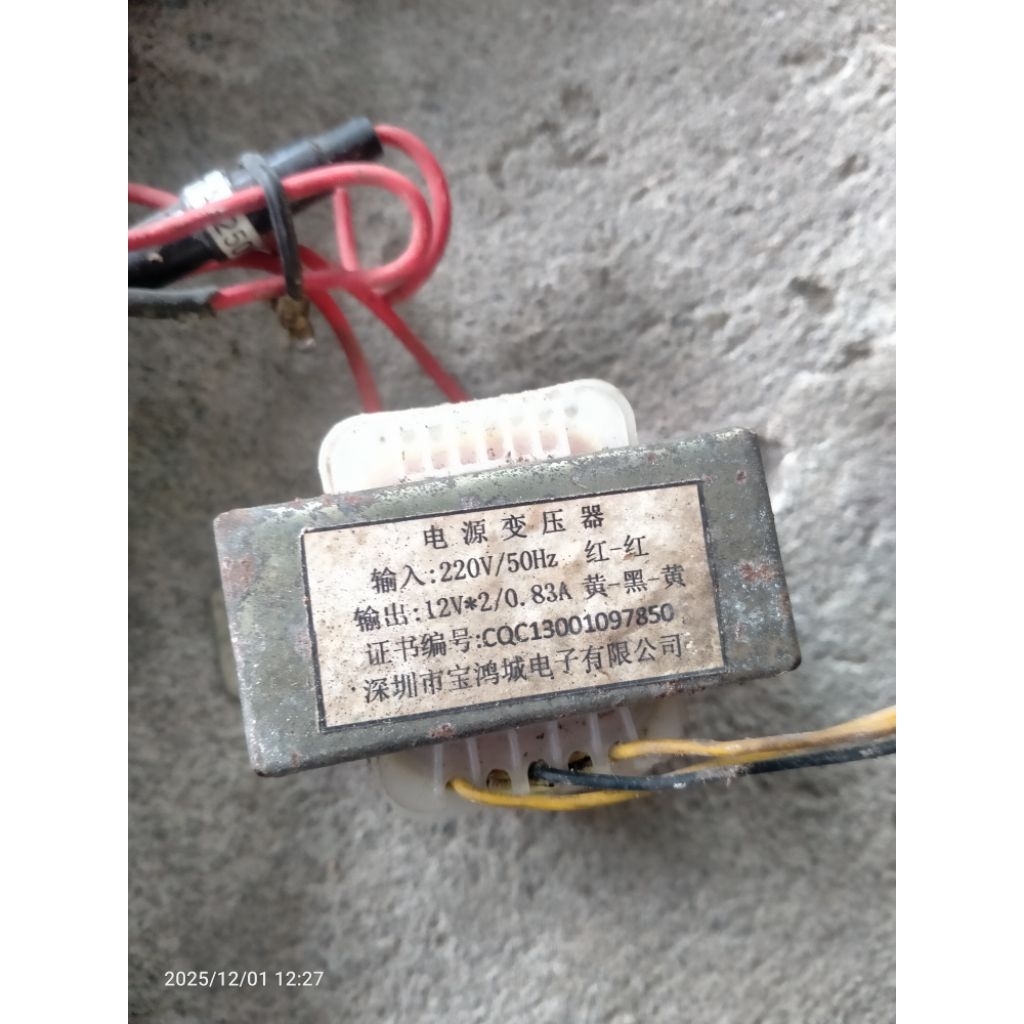 250
电源变压器
输入:220V/50Hz 红-红
输出:12V*2/0.83A 黄-黑-黄
证书编号:CQC13001097850
深圳市宝鸿城电子有限公司
2025/12/01 12:27